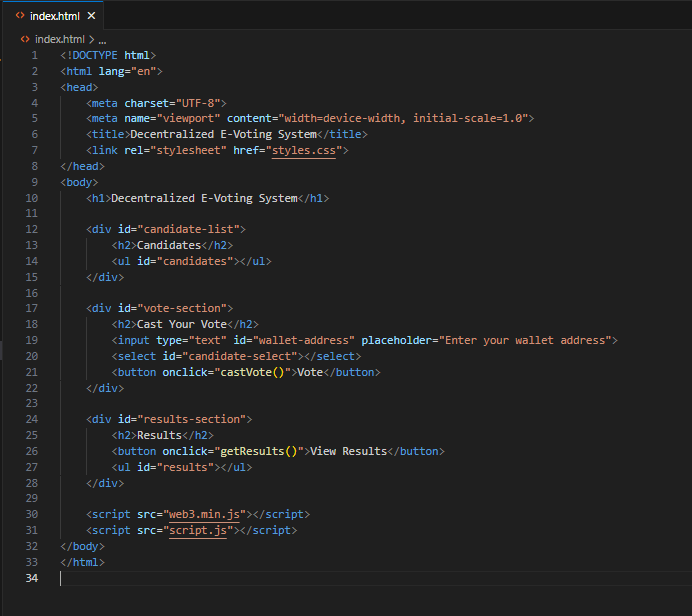 index.html
index.html > ...
1 <!DOCTYPE html>
2 <html lang="en">
3 <head>
4     <meta charset="UTF-8">
5     <meta name="viewport" content="width=device-width, initial-scale=1.0">
6     <title>Decentralized E-Voting System</title>
7     <link rel="stylesheet" href="styles.css">
8 </head>
9 <body>
10     <h1>Decentralized E-Voting System</h1>
11
12     <div id="candidate-list">
13         <h2>Candidates</h2>
14         <ul id="candidates"></ul>
15     </div>
16
17     <div id="vote-section">
18         <h2>Cast Your Vote</h2>
19         <input type="text" id="wallet-address" placeholder="Enter your wallet address">
20         <select id="candidate-select"></select>
21         <button onclick="castVote()">Vote</button>
22     </div>
23
24     <div id="results-section">
25         <h2>Results</h2>
26         <button onclick="getResults()">View Results</button>
27         <ul id="results"></ul>
28     </div>
29
30     <script src="web3.min.js"></script>
31     <script src="script.js"></script>
32 </body>
33 </html>
34